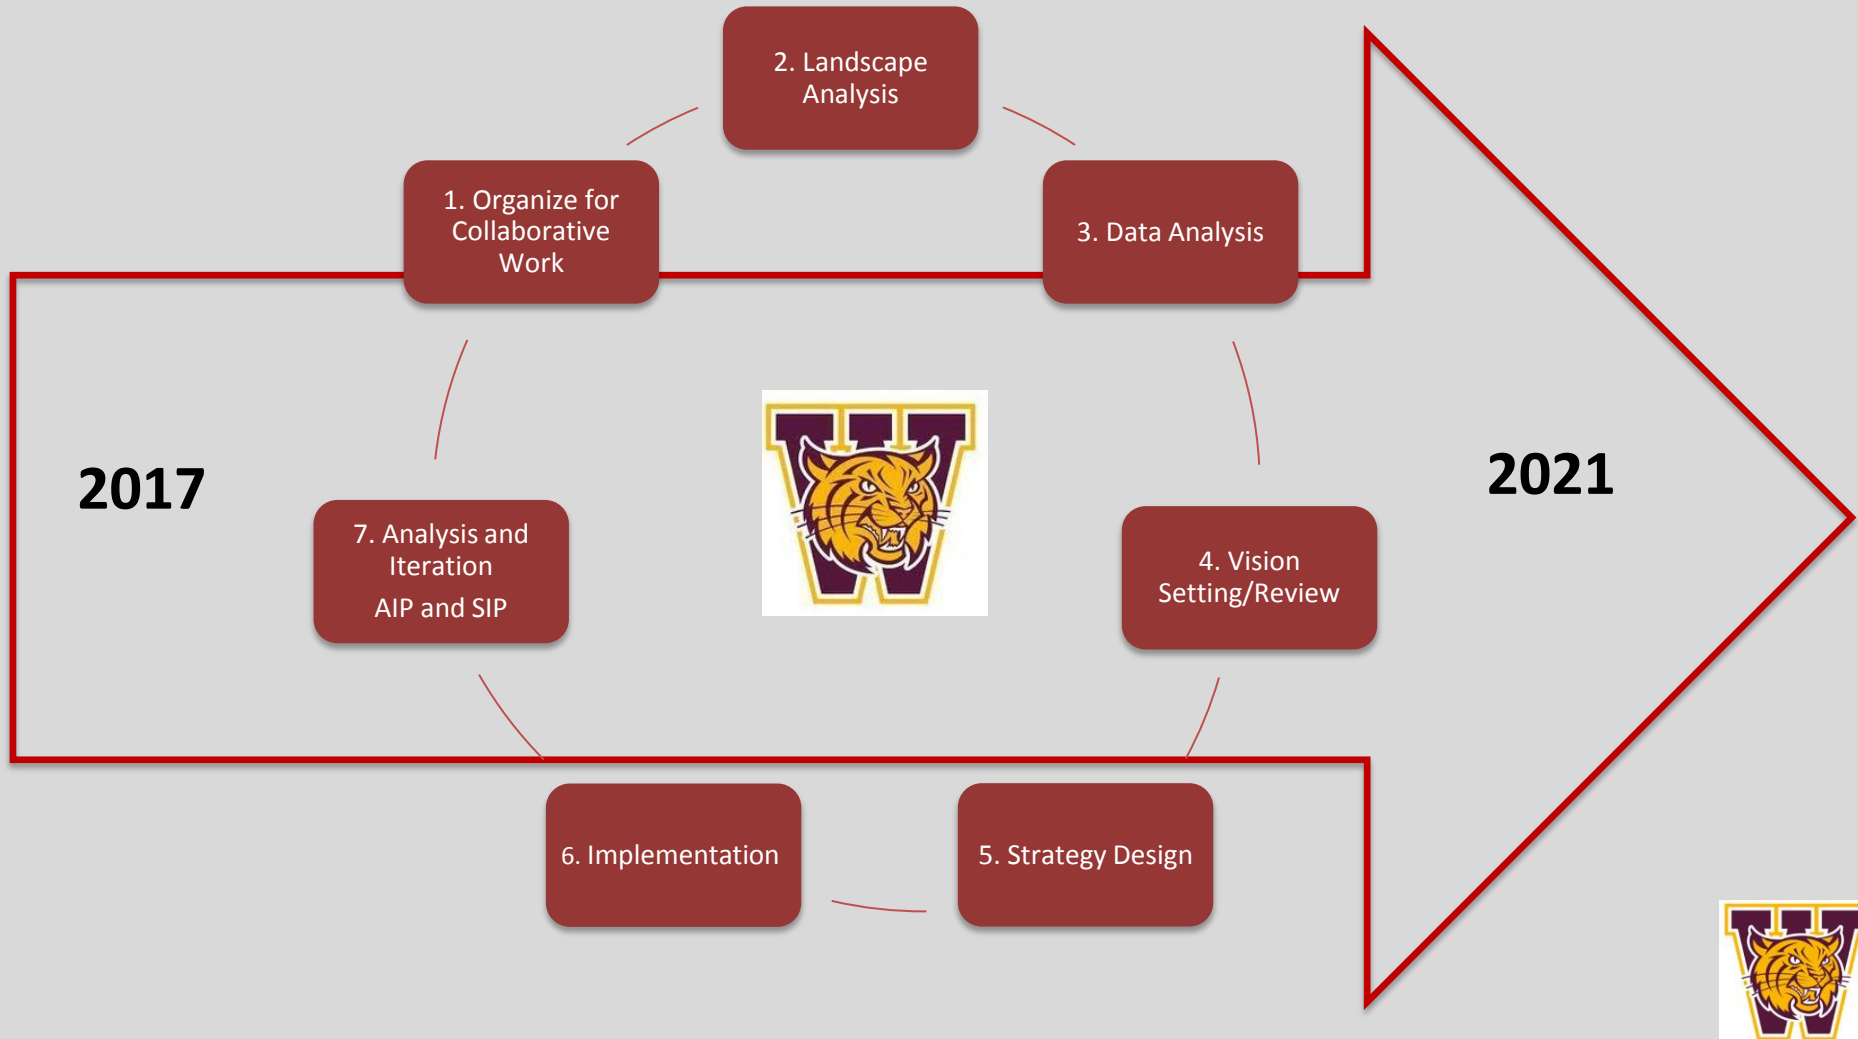 2. Landscape
Analysis
1. Organize for
Collaborative
Work
3. Data Analysis
2017
2021
7. Analysis and
Iteration
AIP and SIP
4. Vision
Setting/Review
6. Implementation
5. Strategy Design
W
W